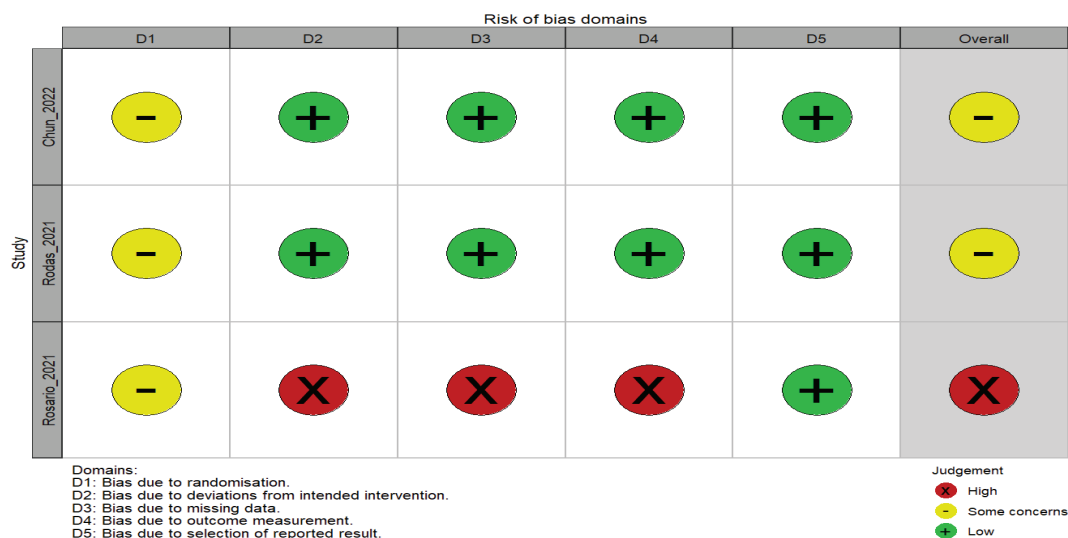 Risk of bias domains
D1 D2 D3 D4 D5 Overall
Study
Chun_2022
- + + + + -
Rodas_2021
- + + + + -
Rosario_2021
- X X X + X
Domains:
D1: Bias due to randomisation.
D2: Bias due to deviations from intended intervention.
D3: Bias due to missing data.
D4: Bias due to outcome measurement.
D5: Bias due to selection of reported result.
Judgement
X High
- Some concerns
+ Low